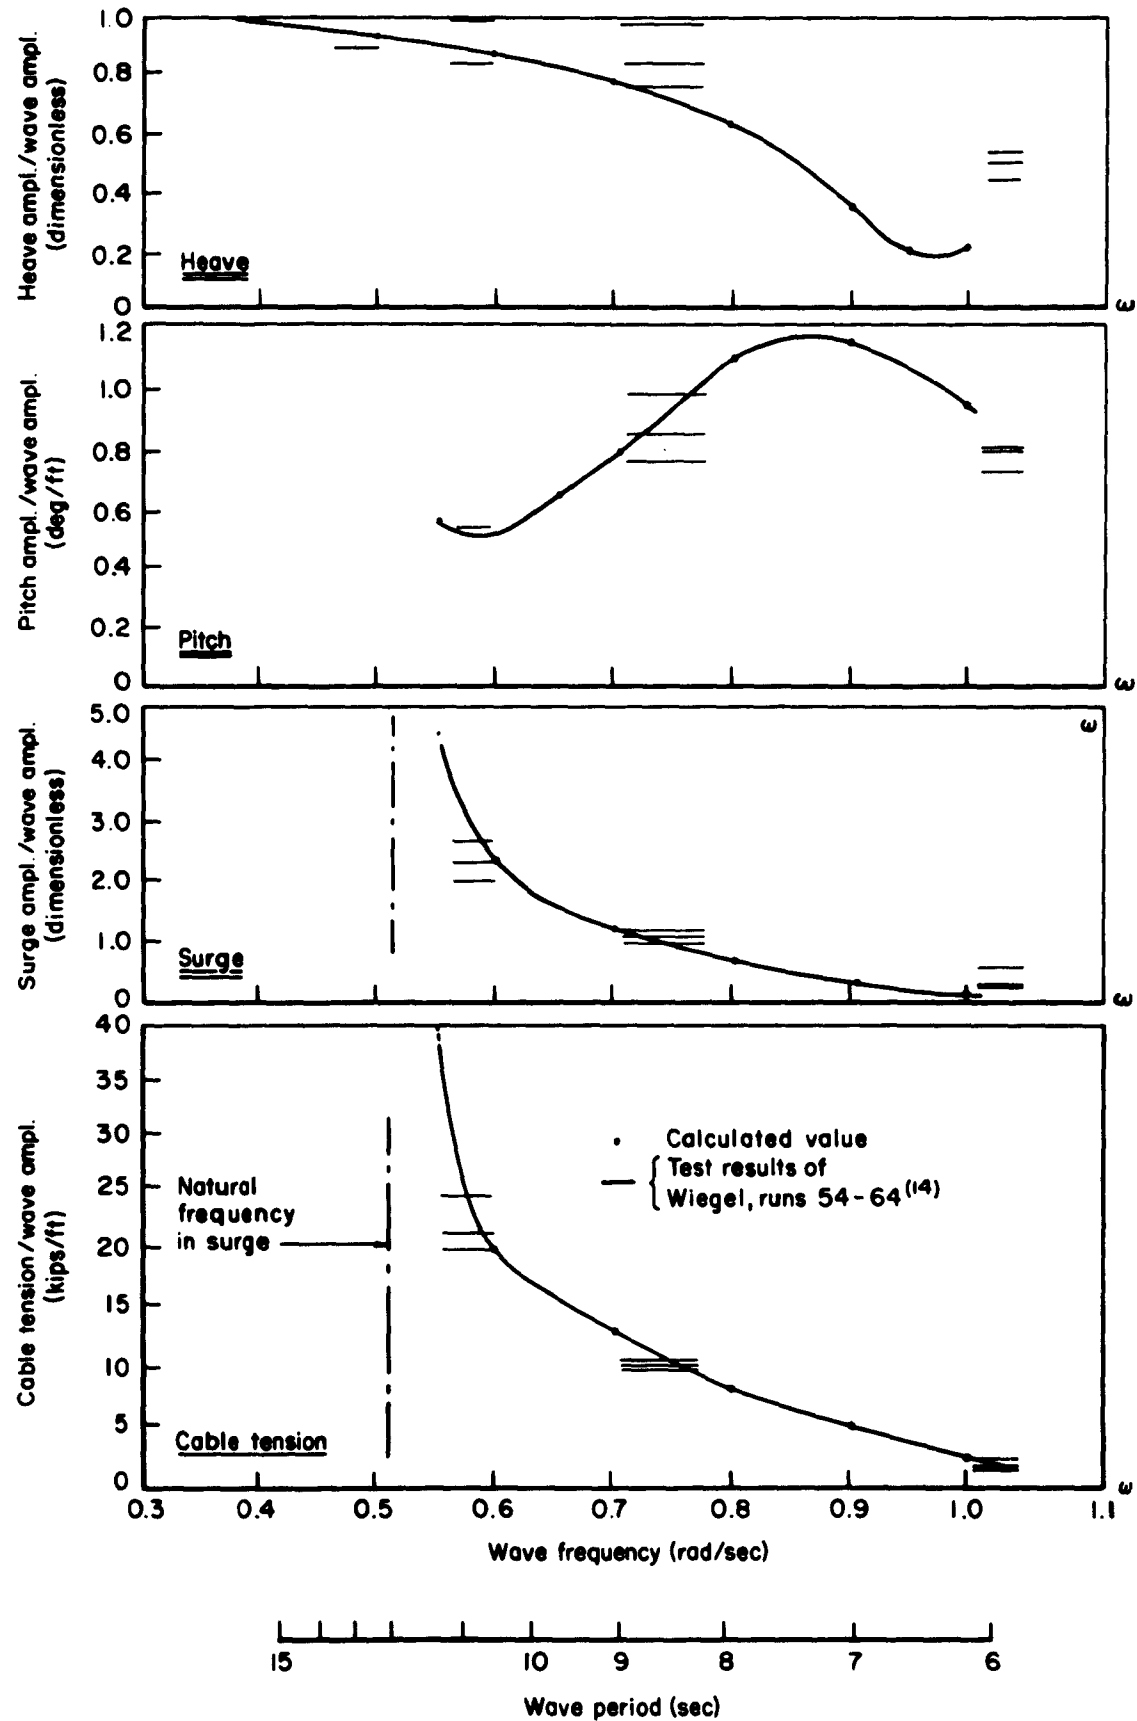 Heave ampl./wave ampl.
(dimensionless)
1.0
0.8
0.6
0.4
0.2
0
Heave
ω
Pitch ampl./wave ampl.
(deg/ft)
1.2
1.0
0.8
0.6
0.4
0.2
0
Pitch
ω
Surge ampl./wave ampl.
(dimensionless)
5.0
4.0
3.0
2.0
1.0
0
Surge
ω
ω
Cable tension/wave ampl.
(kips/ft)
40
35
30
25
20
15
10
5
0
Natural
frequency
in surge
Calculated value
Test results of
Wiegel, runs 54-64(14)
Cable tension
ω
0.3 0.4 0.5 0.6 0.7 0.8 0.9 1.0 1.1
Wave frequency (rad/sec)
15 10 9 8 7 6
Wave period (sec)